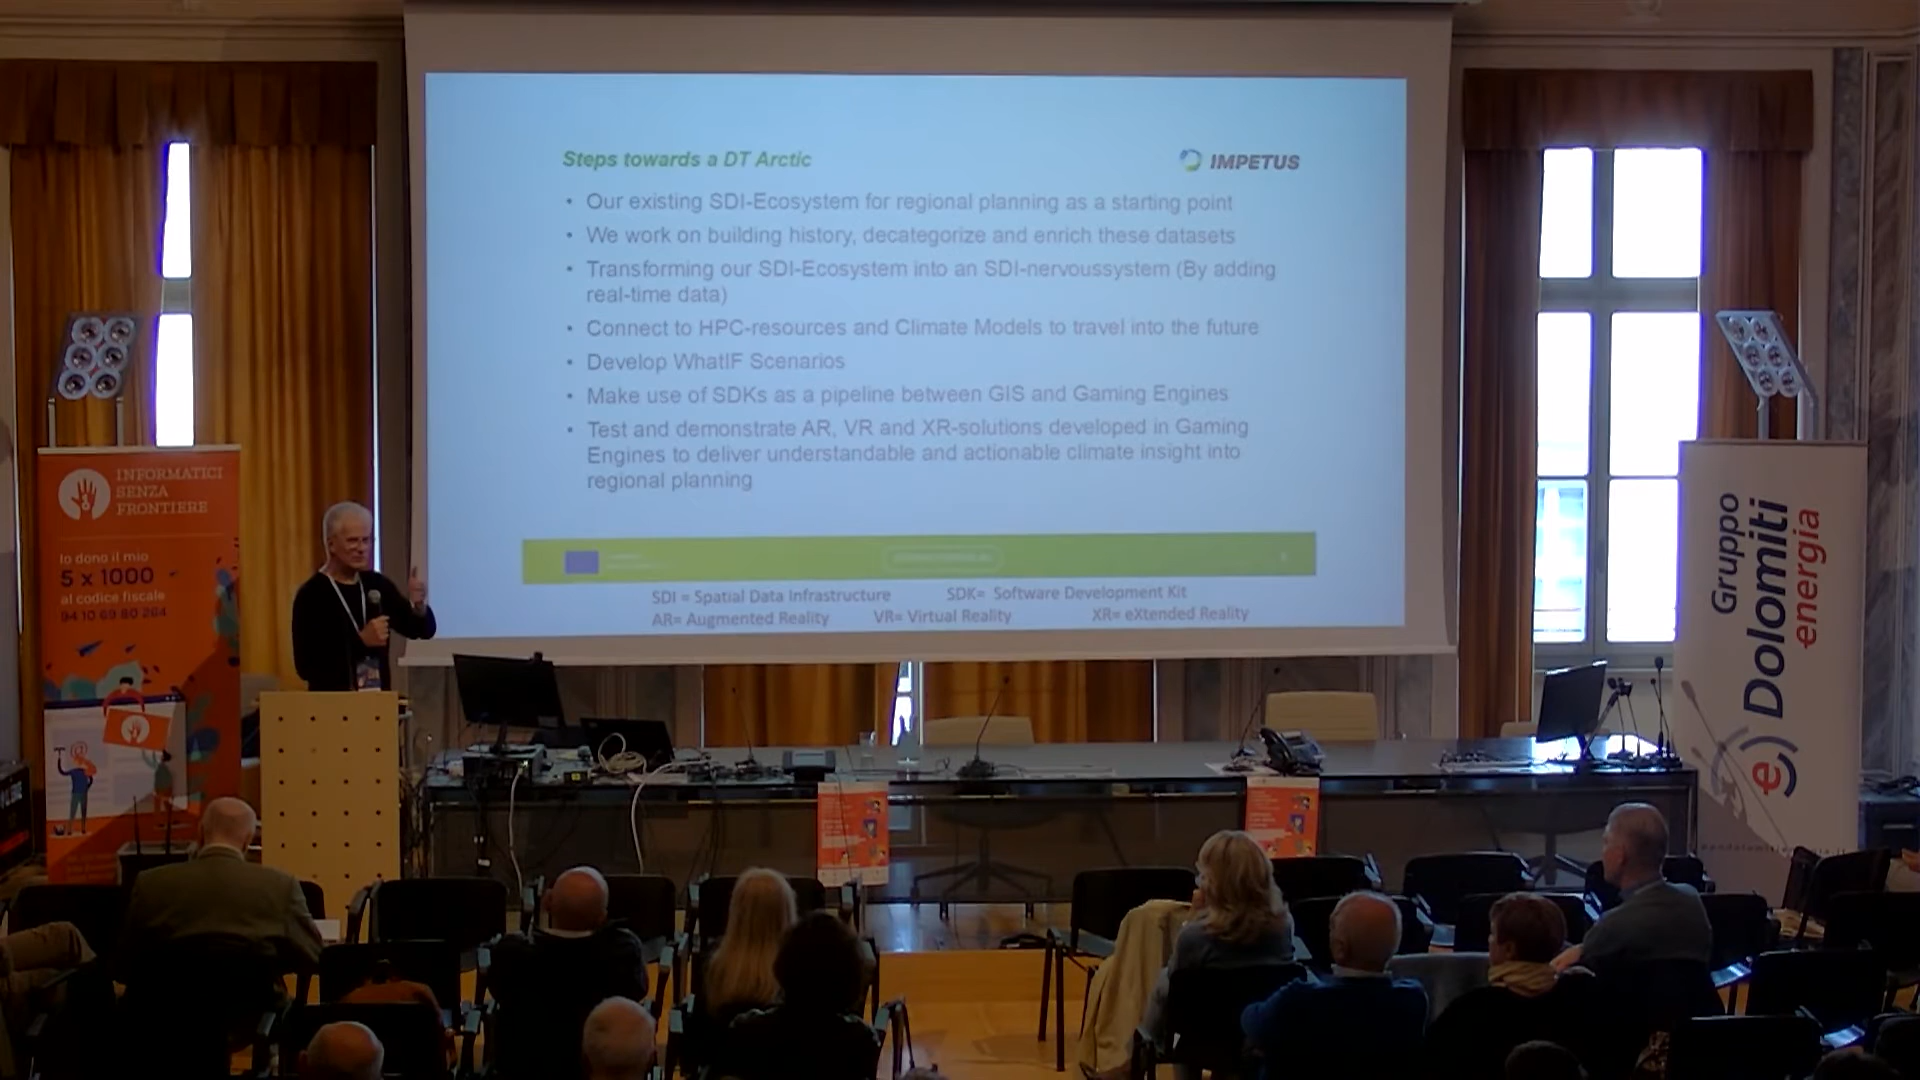 Steps towards a DT Arctic
IMPETUS
• Our existing SDI-Ecosystem for regional planning as a starting point
• We work on building history, decategorize and enrich these datasets
• Transforming our SDI-Ecosystem into an SDI-nervoussystem (By adding
real-time data)
• Connect to HPC-resources and Climate Models to travel into the future
• Develop WhatIF Scenarios
• Make use of SDKs as a pipeline between GIS and Gaming Engines
• Test and demonstrate AR, VR and XR-solutions developed in Gaming
Engines to deliver understandable and actionable climate insight into
regional planning
SDI = Spatial Data Infrastructure SDK= Software Development Kit
AR= Augmented Reality VR= Virtual Reality XR= eXtended Reality
INFORMATICI
SENZA
FRONTIERE
Io dono il mio
5 x 1000
al codice fiscale
94 10 69 80 264
Gruppo
Dolomiti
energia